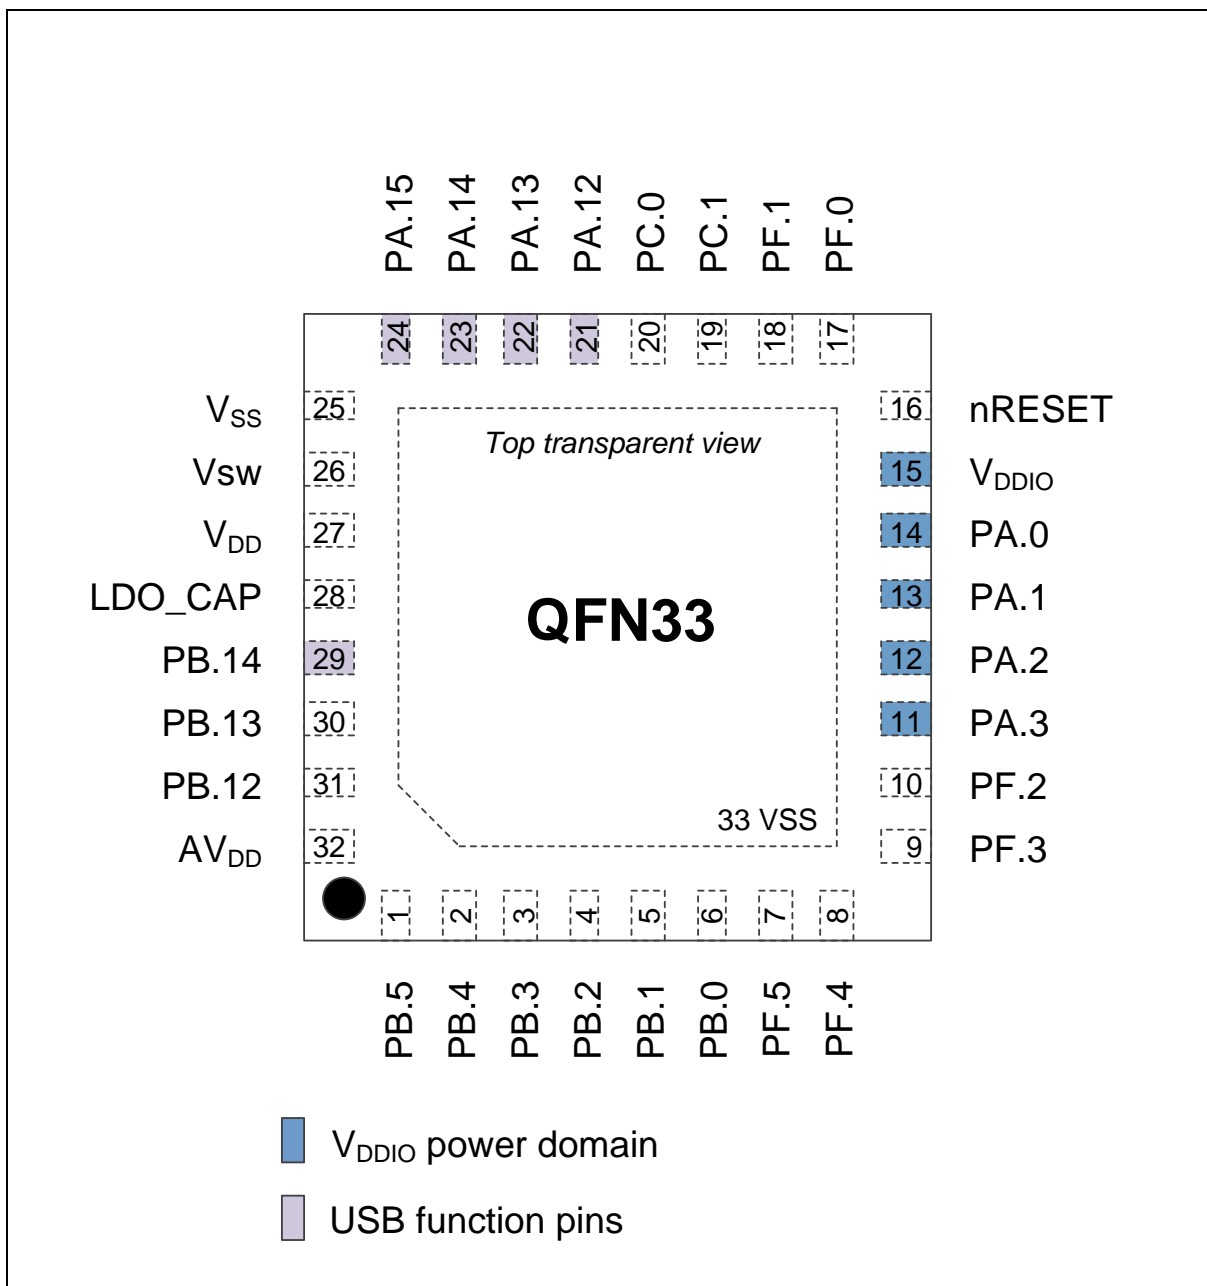 PA.15
PA.14
PA.13
PA.12
PC.0
PC.1
PF.1
PF.0
24
23
22
21
20
19
18
17
V_SS 25
Vsw 26
V_DD 27
LDO_CAP 28
PB.14 29
PB.13 30
PB.12 31
AV_DD 32
Top transparent view
QFN33
33 VSS
16 nRESET
15 V_DDIO
14 PA.0
13 PA.1
12 PA.2
11 PA.3
10 PF.2
9 PF.3
1
2
3
4
5
6
7
8
PB.5
PB.4
PB.3
PB.2
PB.1
PB.0
PF.5
PF.4
V_DDIO power domain
USB function pins